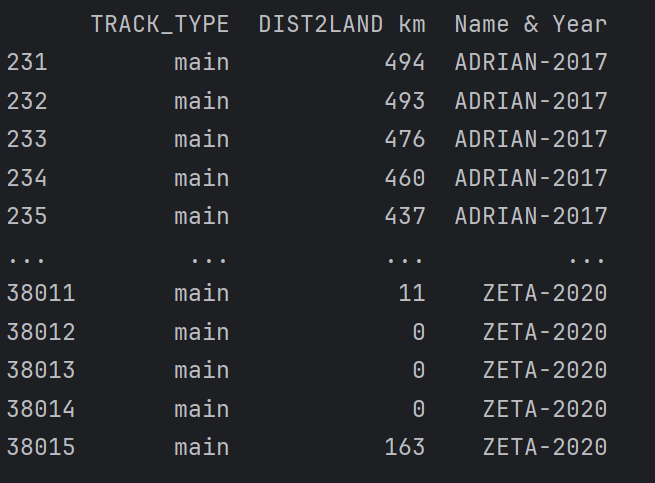 TRACK_TYPE DIST2LAND km Name & Year
231 main 494 ADRIAN-2017
232 main 493 ADRIAN-2017
233 main 476 ADRIAN-2017
234 main 460 ADRIAN-2017
235 main 437 ADRIAN-2017
... ... ... ...
38011 main 11 ZETA-2020
38012 main 0 ZETA-2020
38013 main 0 ZETA-2020
38014 main 0 ZETA-2020
38015 main 163 ZETA-2020